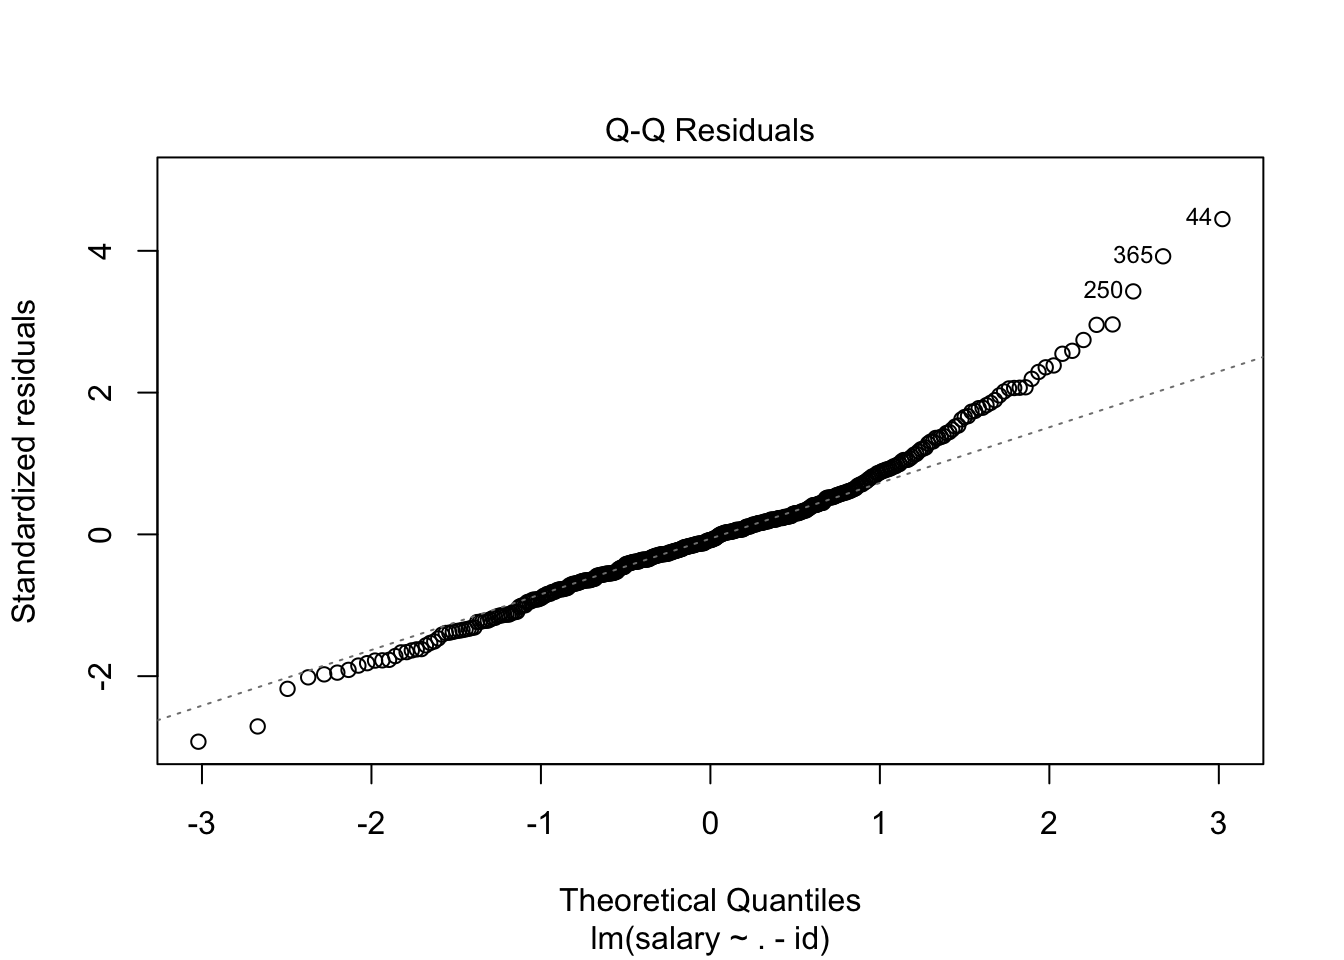 Q-Q Residuals
44
365
250
4
2
0
-2
Standardized residuals
-3 -2 -1 0 1 2 3
Theoretical Quantiles
lm(salary ~ . - id)